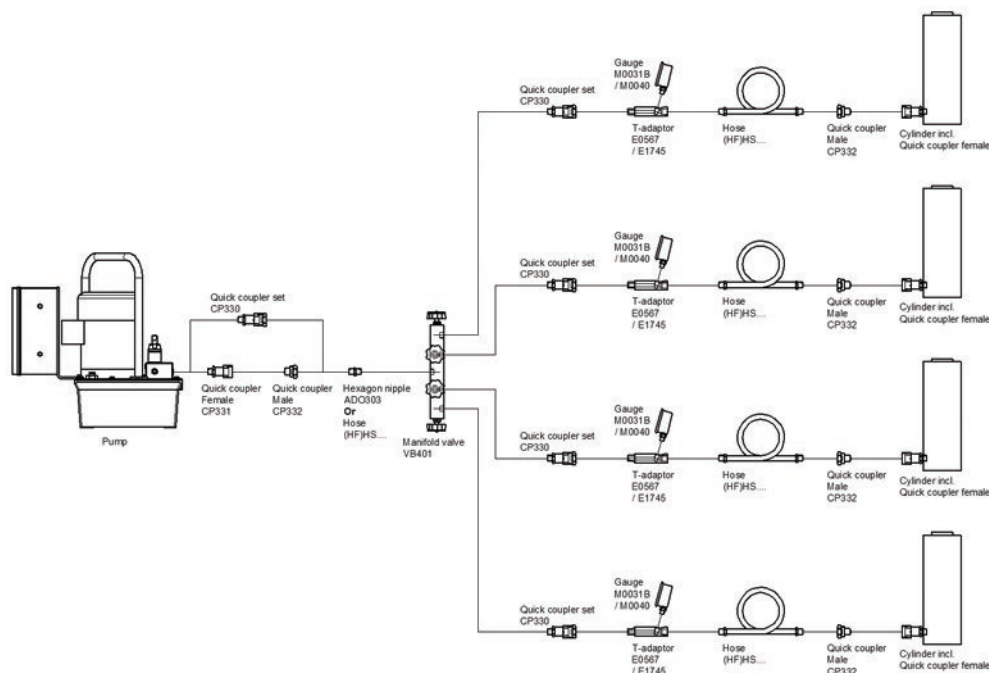 Gauge
M0031B
/ M0040
Quick coupler set
CP330
T-adaptor
E0567
/ E1745
Hose
(HF)HS....
Quick coupler
Male
CP332
Cylinder incl.
Quick coupler female
Gauge
M0031B
/ M0040
Quick coupler set
CP330
T-adaptor
E0567
/ E1745
Hose
(HF)HS....
Quick coupler
Male
CP332
Cylinder incl.
Quick coupler female
Quick coupler set
CP330
Quick coupler
Female
CP331
Quick coupler
Male
CP332
Hexagon nipple
ADO303
Or
Hose
(HF)HS....
Manifold valve
VB401
Pump
Gauge
M0031B
/ M0040
Quick coupler set
CP330
T-adaptor
E0567
/ E1745
Hose
(HF)HS....
Quick coupler
Male
CP332
Cylinder incl.
Quick coupler female
Gauge
M0031B
/ M0040
Quick coupler set
CP330
T-adaptor
E0567
/ E1745
Hose
(HF)HS....
Quick coupler
Male
CP332
Cylinder incl.
Quick coupler female